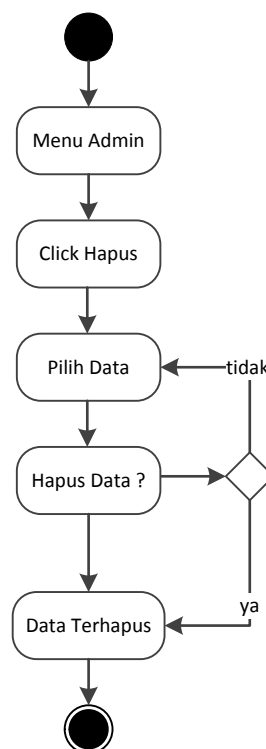 Menu Admin
Click Hapus
Pilih Data
tidak
Hapus Data ?
ya
Data Terhapus